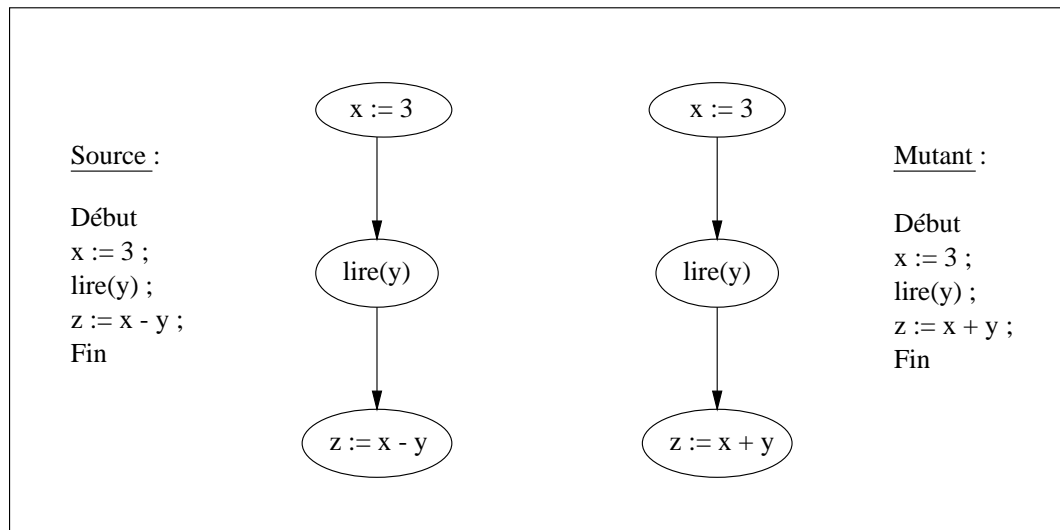 Source :
Début
x := 3 ;
lire(y) ;
z := x - y ;
Fin
x := 3
lire(y)
z := x - y
x := 3
lire(y)
z := x + y
Mutant :
Début
x := 3 ;
lire(y) ;
z := x + y ;
Fin